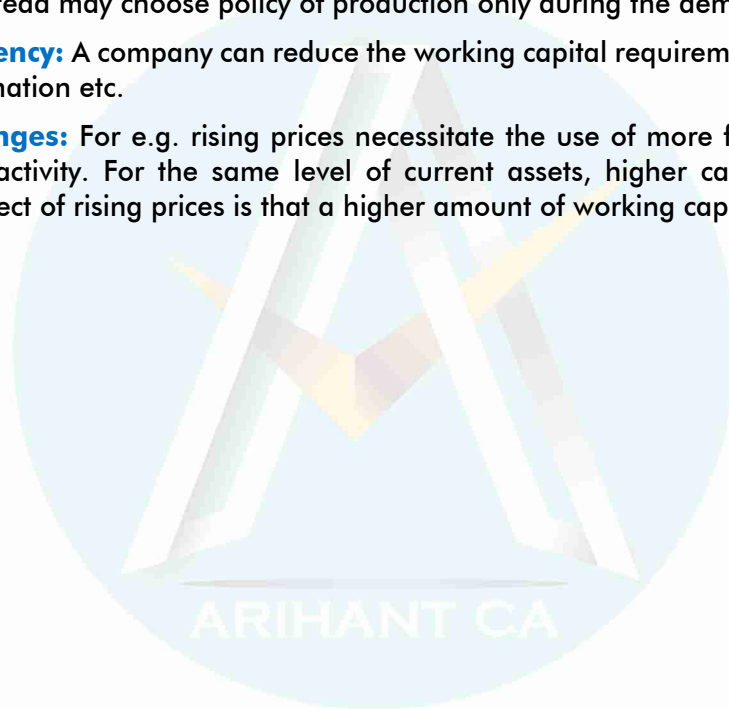 tead may choose policy of production only during the dem
ency: A company can reduce the working capital requirem
nation etc.
nges: For e.g. rising prices necessitate the use of more f
activity. For the same level of current assets, higher ca
ect of rising prices is that a higher amount of working cap
ARIHANT CA